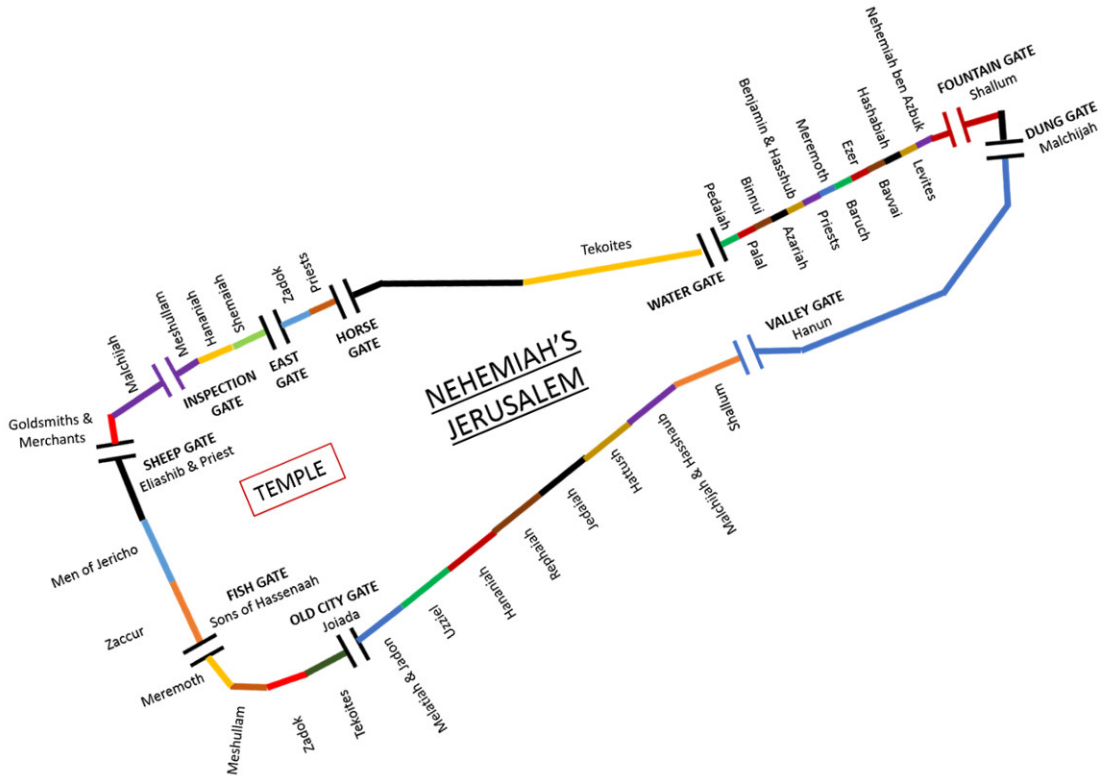 Nehemiah ben Azbuk
FOUNTAIN GATE
Shallum
DUNG GATE
Malchijah
Hashabiah
Levites
Ezer
Bavvai
Meremoth
Baruch
Benjamin & Hasshub
Priests
Binnui
Azariah
Pedaiah
Palal
WATER GATE
Tekoites
VALLEY GATE
Hanun
Priests
Zadok
HORSE
GATE
EAST
GATE
Shemaiah
Hananiah
Meshullam
INSPECTION
GATE
Malchijah
Goldsmiths &
Merchants
SHEEP GATE
Eliashib & Priest
NEHEMIAH'S
JERUSALEM
TEMPLE
Men of Jericho
Zaccur
FISH GATE
Sons of Hassenaah
Meremoth
Meshullam
Zadok
Tekoites
OLD CITY GATE
Joiada
Melatiah & Jadon
Uzziel
Hananiah
Rephaiah
Jedaiah
Hattush
Malchijah & Hasshaub
Shallum